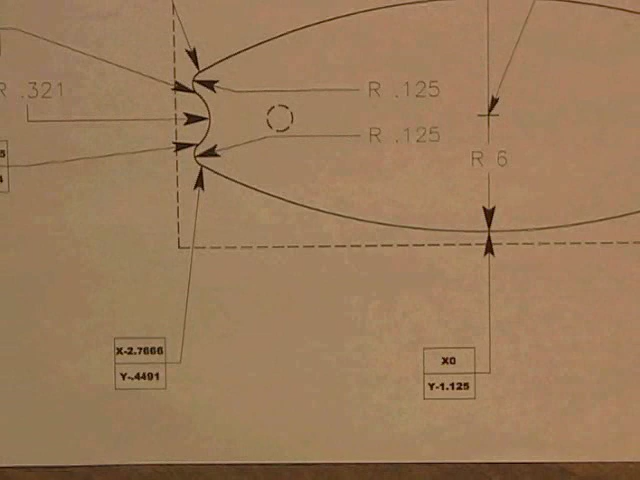 R .125
R .321
R .125
R 6
X-2.7666
Y-.4491
X0
Y-1.125